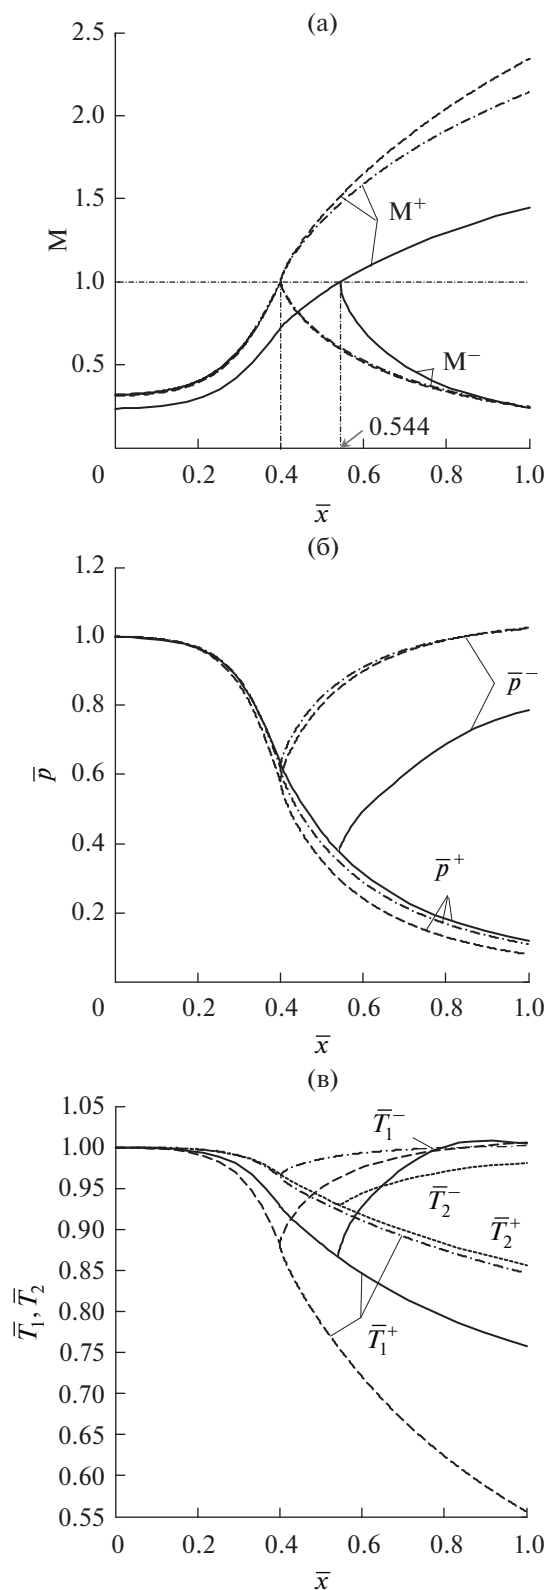 (а)
2.5
2.0
1.5
1.0
0.5
M
M⁺
M⁻
0.544
0 0.2 0.4 0.6 0.8 1.0
x̅
(б)
1.2
1.0
0.8
0.6
0.4
0.2
p̅
p̅⁻
p̅⁺
0 0.2 0.4 0.6 0.8 1.0
x̅
(в)
1.05
1.00
0.95
0.90
0.85
0.80
0.75
0.70
0.65
0.60
0.55
T̅₁, T̅₂
T̅₁⁻
T̅₂⁻
T̅₂⁺
T̅₁⁺
0 0.2 0.4 0.6 0.8 1.0
x̅